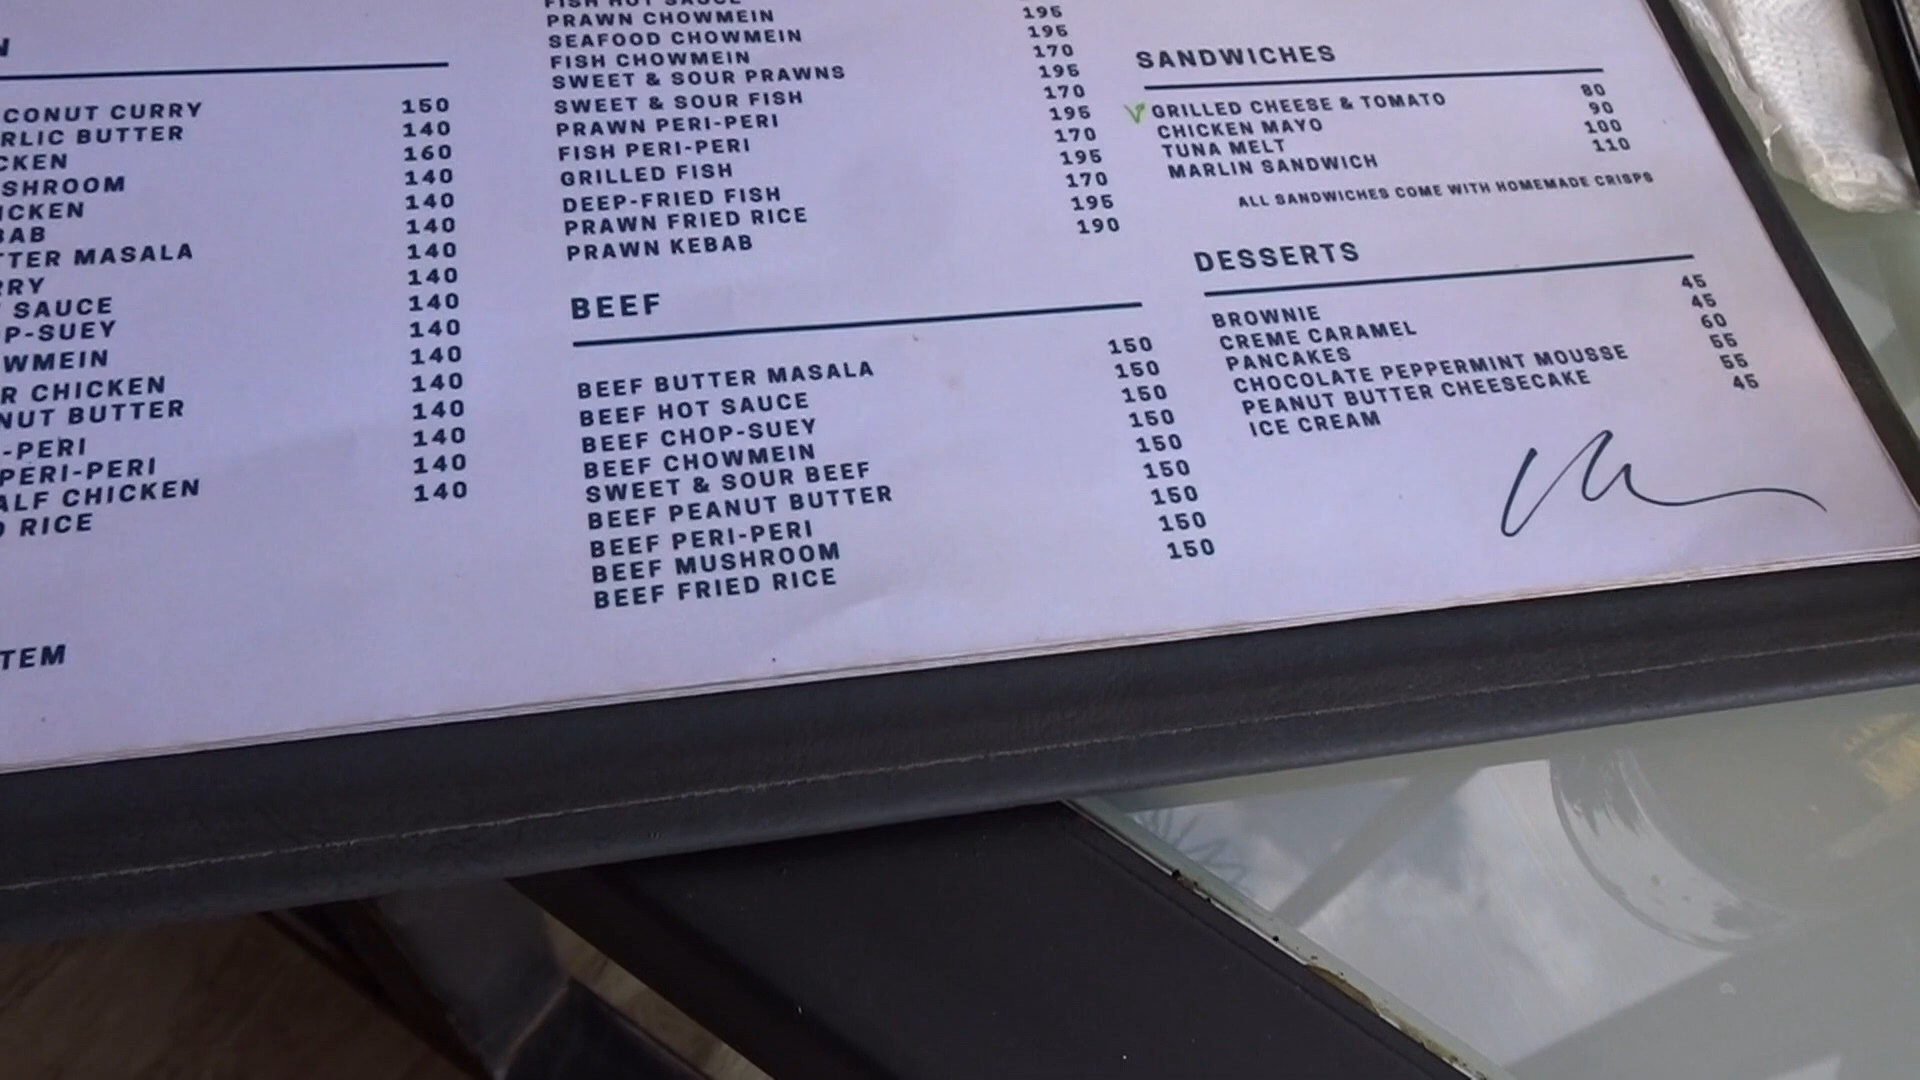 CONUT CURRY 150
RLIC BUTTER 140
CKEN 160
SHROOM 140
ICKEN 140
BAB 140
TTER MASALA 140
RRY 140
SAUCE 140
P-SUEY 140
WMEIN 140
R CHICKEN 140
NUT BUTTER 140
-PERI 140
PERI-PERI 140
ALF CHICKEN 140
RICE
TEM
FISH HOT SAUCE
PRAWN CHOWMEIN 195
SEAFOOD CHOWMEIN 195
FISH CHOWMEIN 170
SWEET & SOUR PRAWNS 195
SWEET & SOUR FISH 170
PRAWN PERI-PERI 195
FISH PERI-PERI 170
GRILLED FISH 195
DEEP-FRIED FISH 170
PRAWN FRIED RICE 195
PRAWN KEBAB 190
BEEF
BEEF BUTTER MASALA 150
BEEF HOT SAUCE 150
BEEF CHOP-SUEY 150
BEEF CHOWMEIN 150
SWEET & SOUR BEEF 150
BEEF PEANUT BUTTER 150
BEEF PERI-PERI 150
BEEF MUSHROOM 150
BEEF FRIED RICE 150
SANDWICHES
V GRILLED CHEESE & TOMATO 80
CHICKEN MAYO 90
TUNA MELT 100
MARLIN SANDWICH 110
ALL SANDWICHES COME WITH HOMEMADE CRISPS
DESSERTS
BROWNIE 45
CREME CARAMEL 45
PANCAKES 60
CHOCOLATE PEPPERMINT MOUSSE 55
PEANUT BUTTER CHEESECAKE 55
ICE CREAM 45